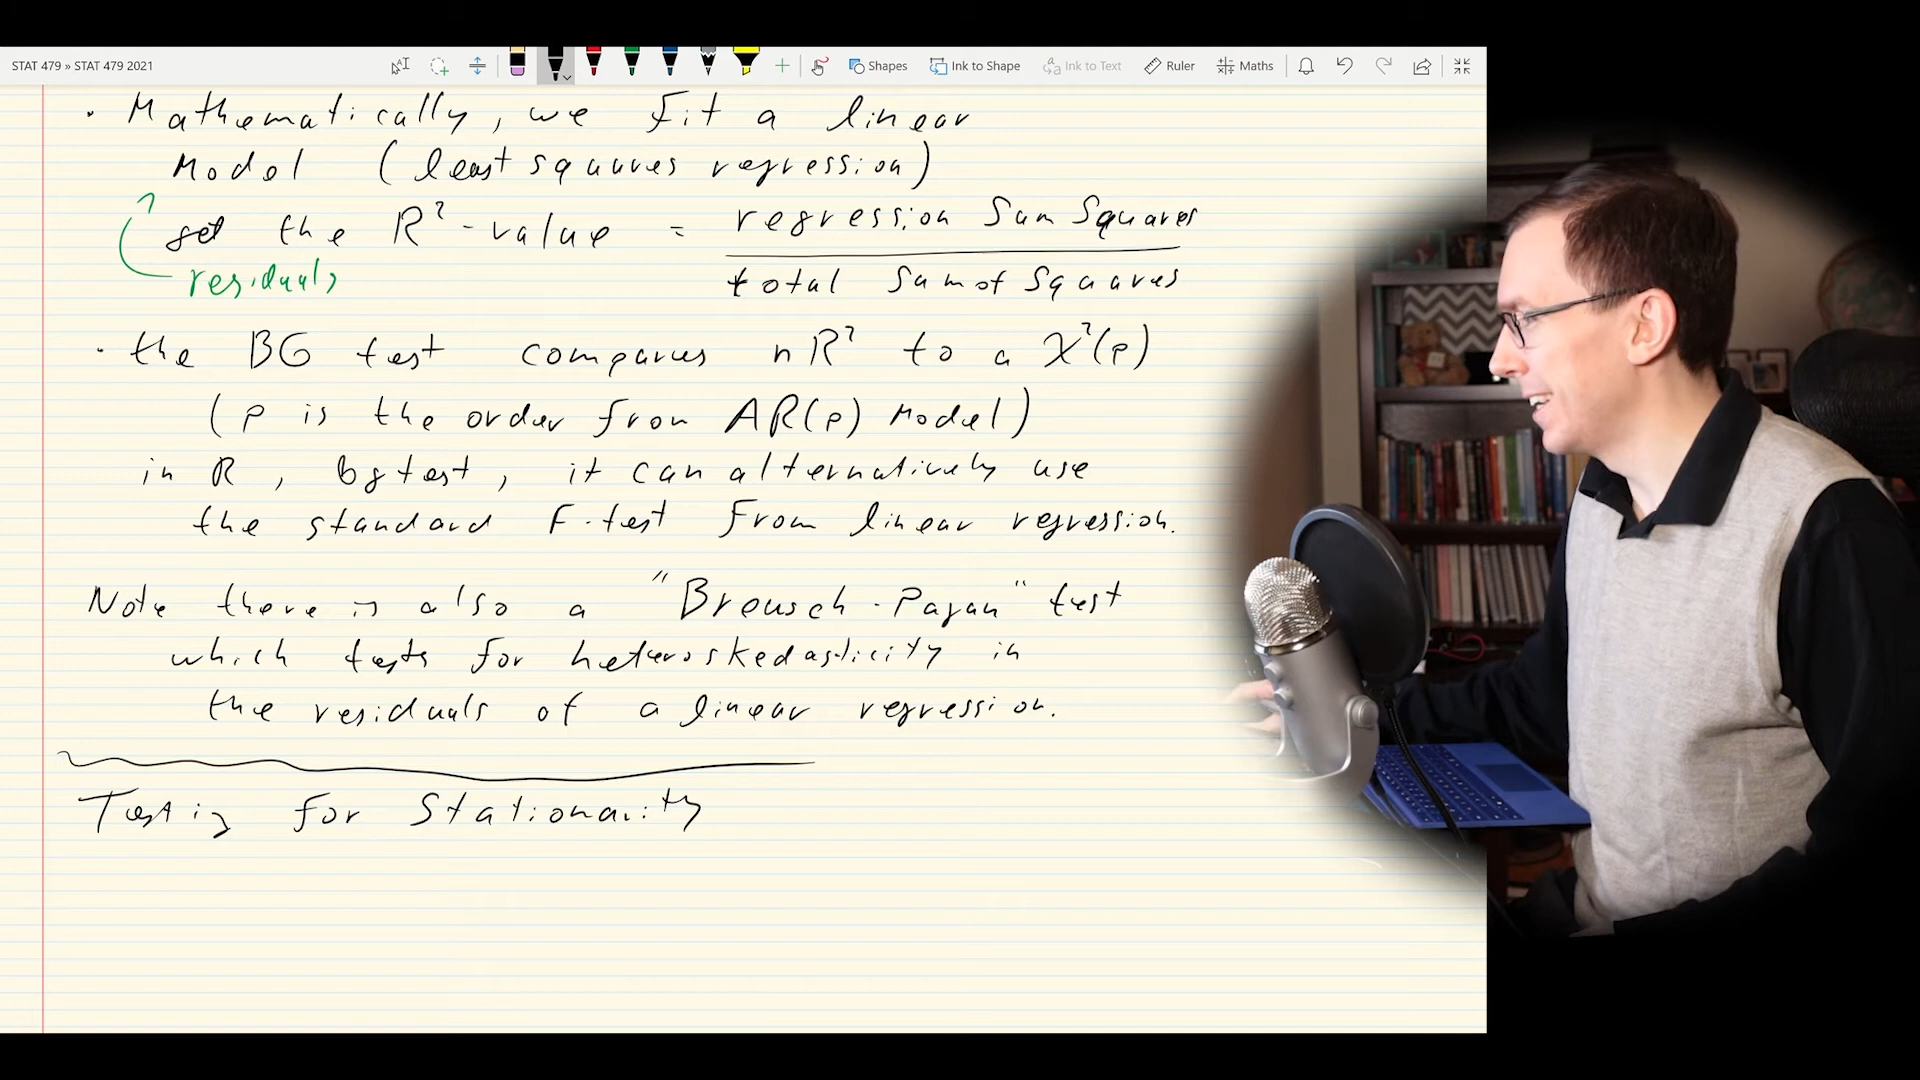 STAT 479 » STAT 479 2021
Shapes Ink to Shape Ink to Text Ruler Maths
· Mathematically, we fit a linear
Model (least squares regression)
get the R²-value = regression Sum Squares
total Sum of Squares
residuals
· the BG test compares nR² to a χ²(p)
(p is the order from AR(p) Model)
in R, bgtest, it can alternatively use
the standard F-test from linear regression.
Note there is also a "Breusch-Pagan" test
which tests for heteroskedasticity in
the residuals of a linear regression.
Testing for Stationarity